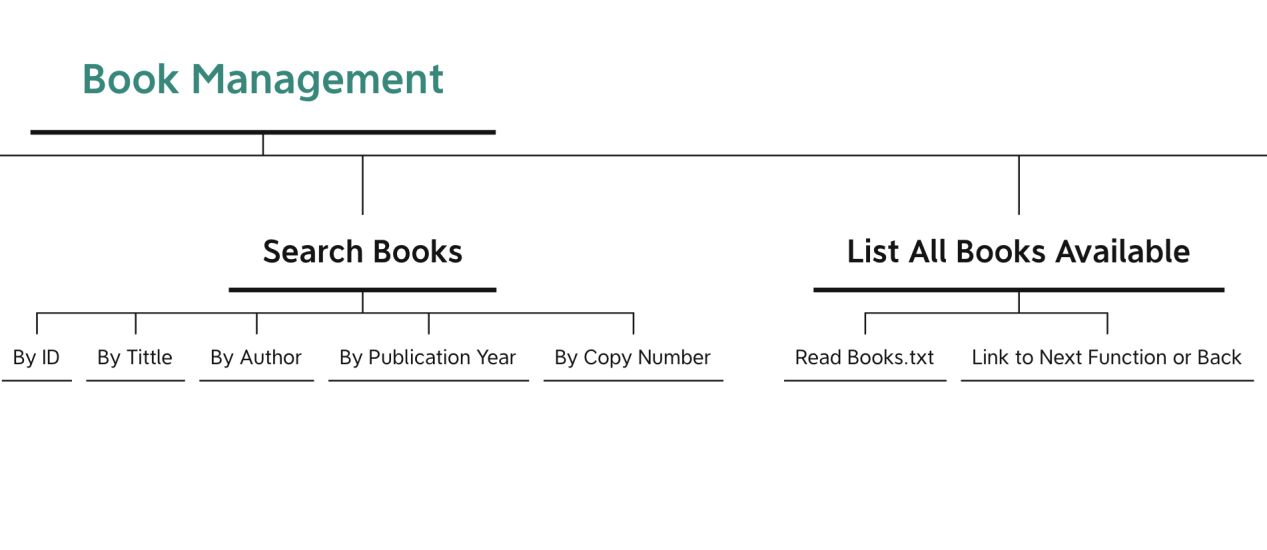 Book Management
Search Books
List All Books Available
By ID
By Tittle
By Author
By Publication Year
By Copy Number
Read Books.txt
Link to Next Function or Back